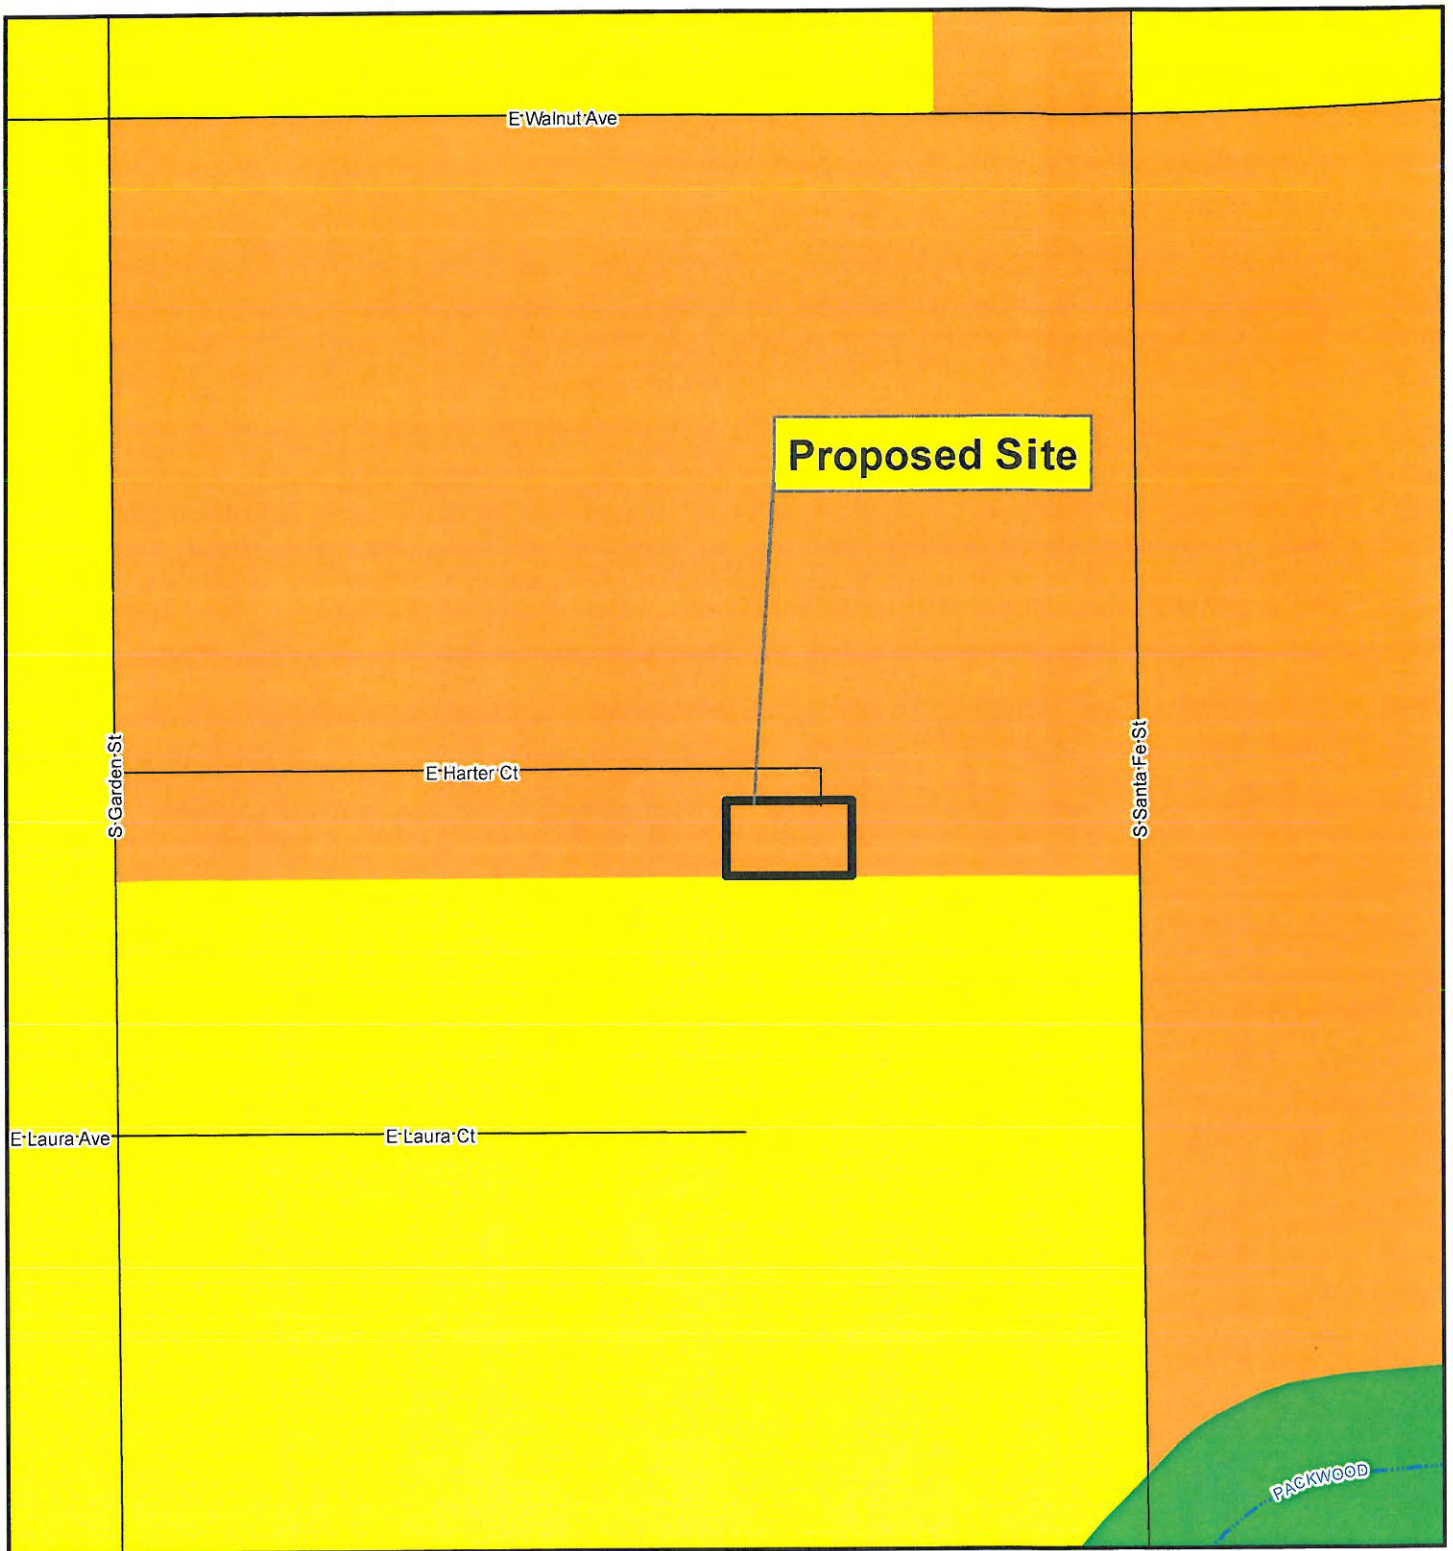 E Walnut Ave
Proposed Site
S Garden St
E Harter Ct
S Santa Fe St
E Laura Ave
E Laura Ct
PACKWOOD